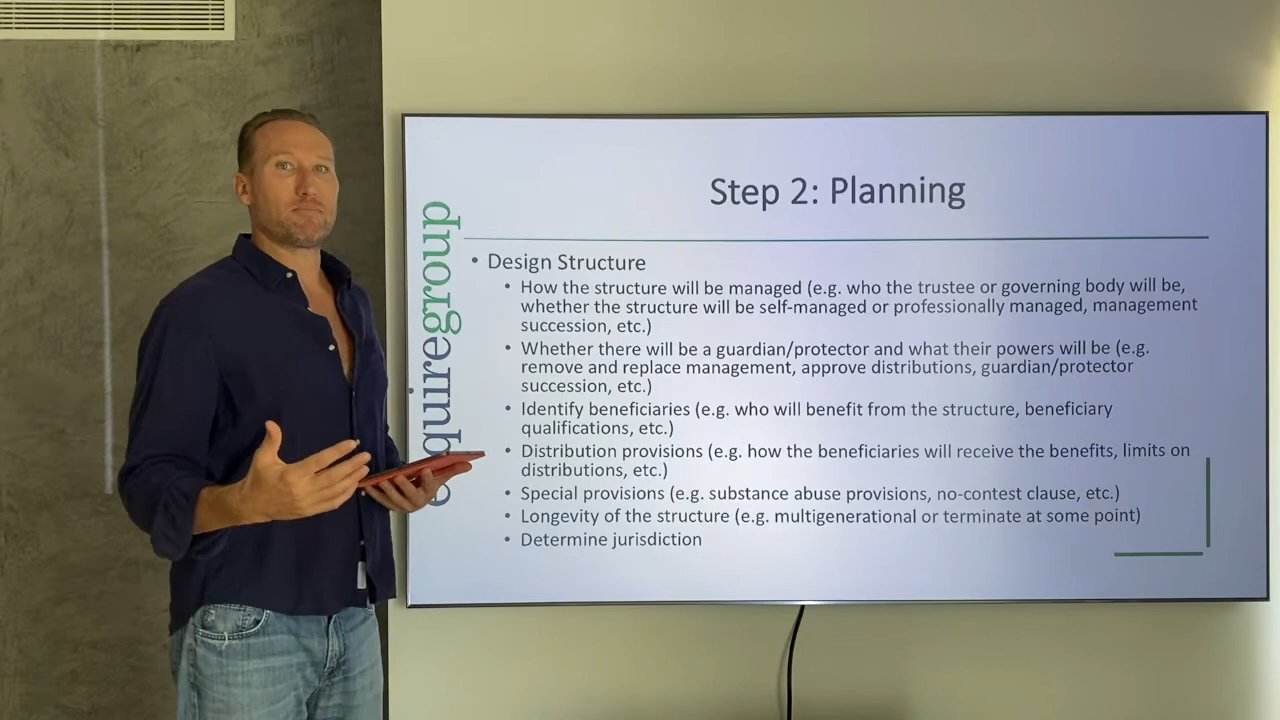 Step 2: Planning
• Design Structure
• How the structure will be managed (e.g. who the trustee or governing body will be,
whether the structure will be self-managed or professionally managed, management
succession, etc.)
• Whether there will be a guardian/protector and what their powers will be (e.g.
remove and replace management, approve distributions, guardian/protector
succession, etc.)
• Identify beneficiaries (e.g. who will benefit from the structure, beneficiary
qualifications, etc.)
• Distribution provisions (e.g. how the beneficiaries will receive the benefits, limits on
distributions, etc.)
• Special provisions (e.g. substance abuse provisions, no-contest clause, etc.)
• Longevity of the structure (e.g. multigenerational or terminate at some point)
• Determine jurisdiction